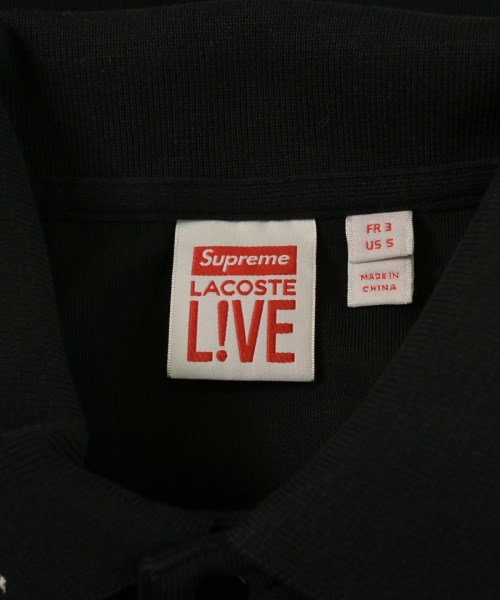 Supreme
LACOSTE
L!VE
FR 3
US S
MADE IN
CHINA